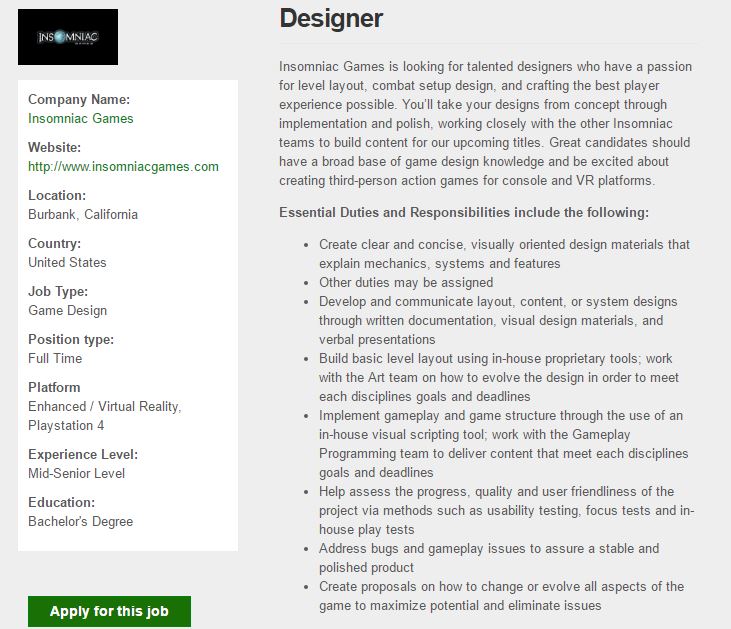 INSOMNIAC
Company Name:
Insomniac Games
Website:
http://www.insomniacgames.com
Location:
Burbank, California
Country:
United States
Job Type:
Game Design
Position type:
Full Time
Platform
Enhanced / Virtual Reality,
Playstation 4
Experience Level:
Mid-Senior Level
Education:
Bachelor's Degree
Apply for this job
Designer
Insomniac Games is looking for talented designers who have a passion
for level layout, combat setup design, and crafting the best player
experience possible. You'll take your designs from concept through
implementation and polish, working closely with the other Insomniac
teams to build content for our upcoming titles. Great candidates should
have a broad base of game design knowledge and be excited about
creating third-person action games for console and VR platforms.
Essential Duties and Responsibilities include the following:
• Create clear and concise, visually oriented design materials that
explain mechanics, systems and features
• Other duties may be assigned
• Develop and communicate layout, content, or system designs
through written documentation, visual design materials, and
verbal presentations
• Build basic level layout using in-house proprietary tools; work
with the Art team on how to evolve the design in order to meet
each disciplines goals and deadlines
• Implement gameplay and game structure through the use of an
in-house visual scripting tool; work with the Gameplay
Programming team to deliver content that meet each disciplines
goals and deadlines
• Help assess the progress, quality and user friendliness of the
project via methods such as usability testing, focus tests and in-
house play tests
• Address bugs and gameplay issues to assure a stable and
polished product
• Create proposals on how to change or evolve all aspects of the
game to maximize potential and eliminate issues